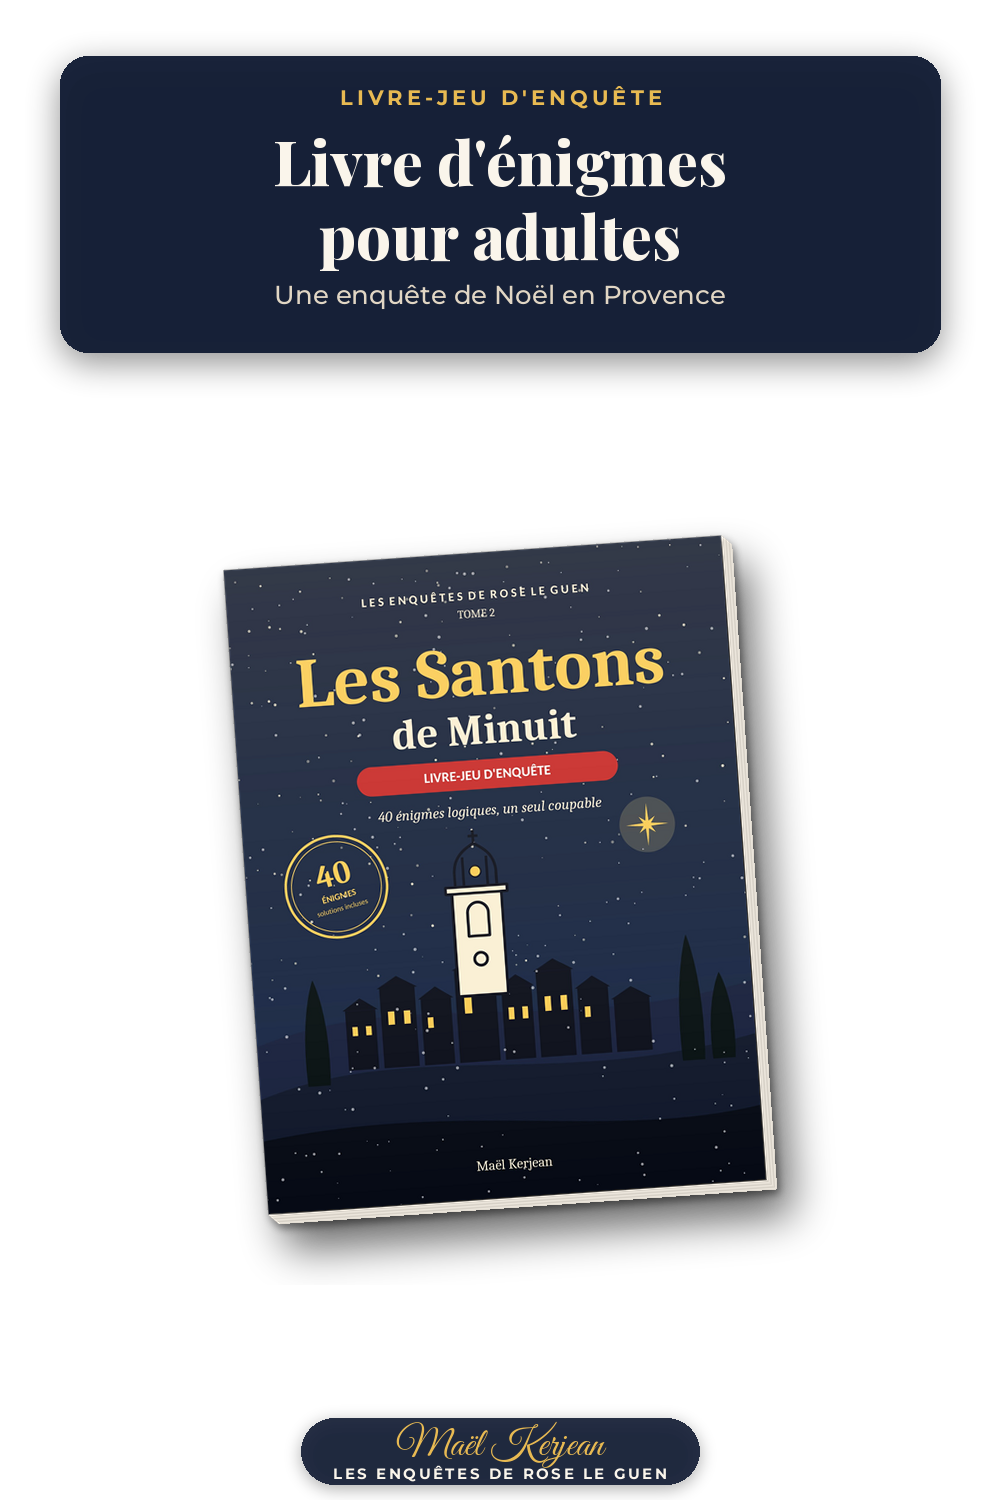 LIVRE-JEU D'ENQUÊTE
Livre d'énigmes
pour adultes
Une enquête de Noël en Provence
LES ENQUÊTES DE ROSE LE GUEN
TOME 2
Les Santons
de Minuit
LIVRE-JEU D'ENQUÊTE
40 énigmes logiques, un seul coupable
40
ÉNIGMES
solutions incluses
Maël Kerjean
Maël Kerjean
LES ENQUÊTES DE ROSE LE GUEN